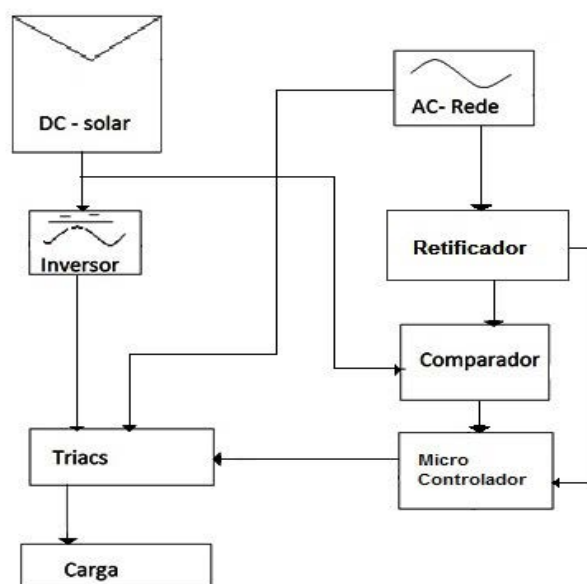 DC - solar
AC- Rede
Inversor
Retificador
Comparador
Triacs
Micro
Controlador
Carga